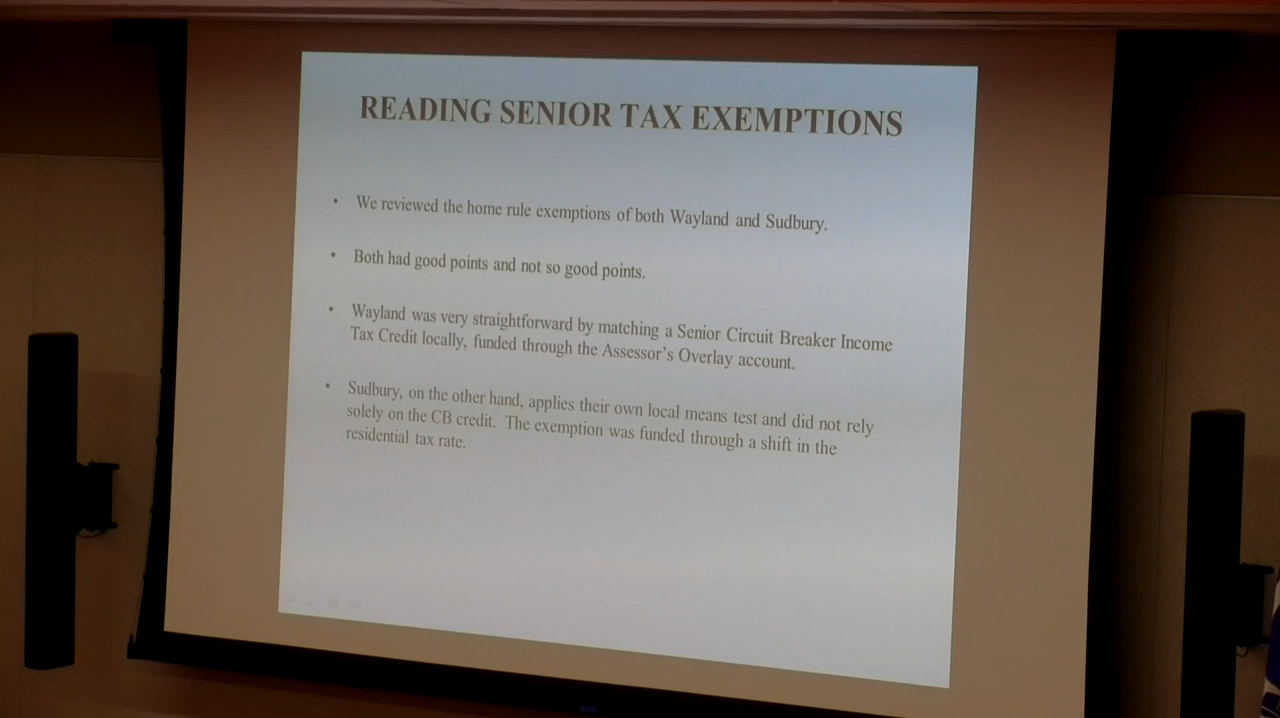 READING SENIOR TAX EXEMPTIONS
• We reviewed the home rule exemptions of both Wayland and Sudbury.
• Both had good points and not so good points.
• Wayland was very straightforward by matching a Senior Circuit Breaker Income
Tax Credit locally, funded through the Assessor's Overlay account.
• Sudbury, on the other hand, applies their own local means test and did not rely
solely on the CB credit. The exemption was funded through a shift in the
residential tax rate.